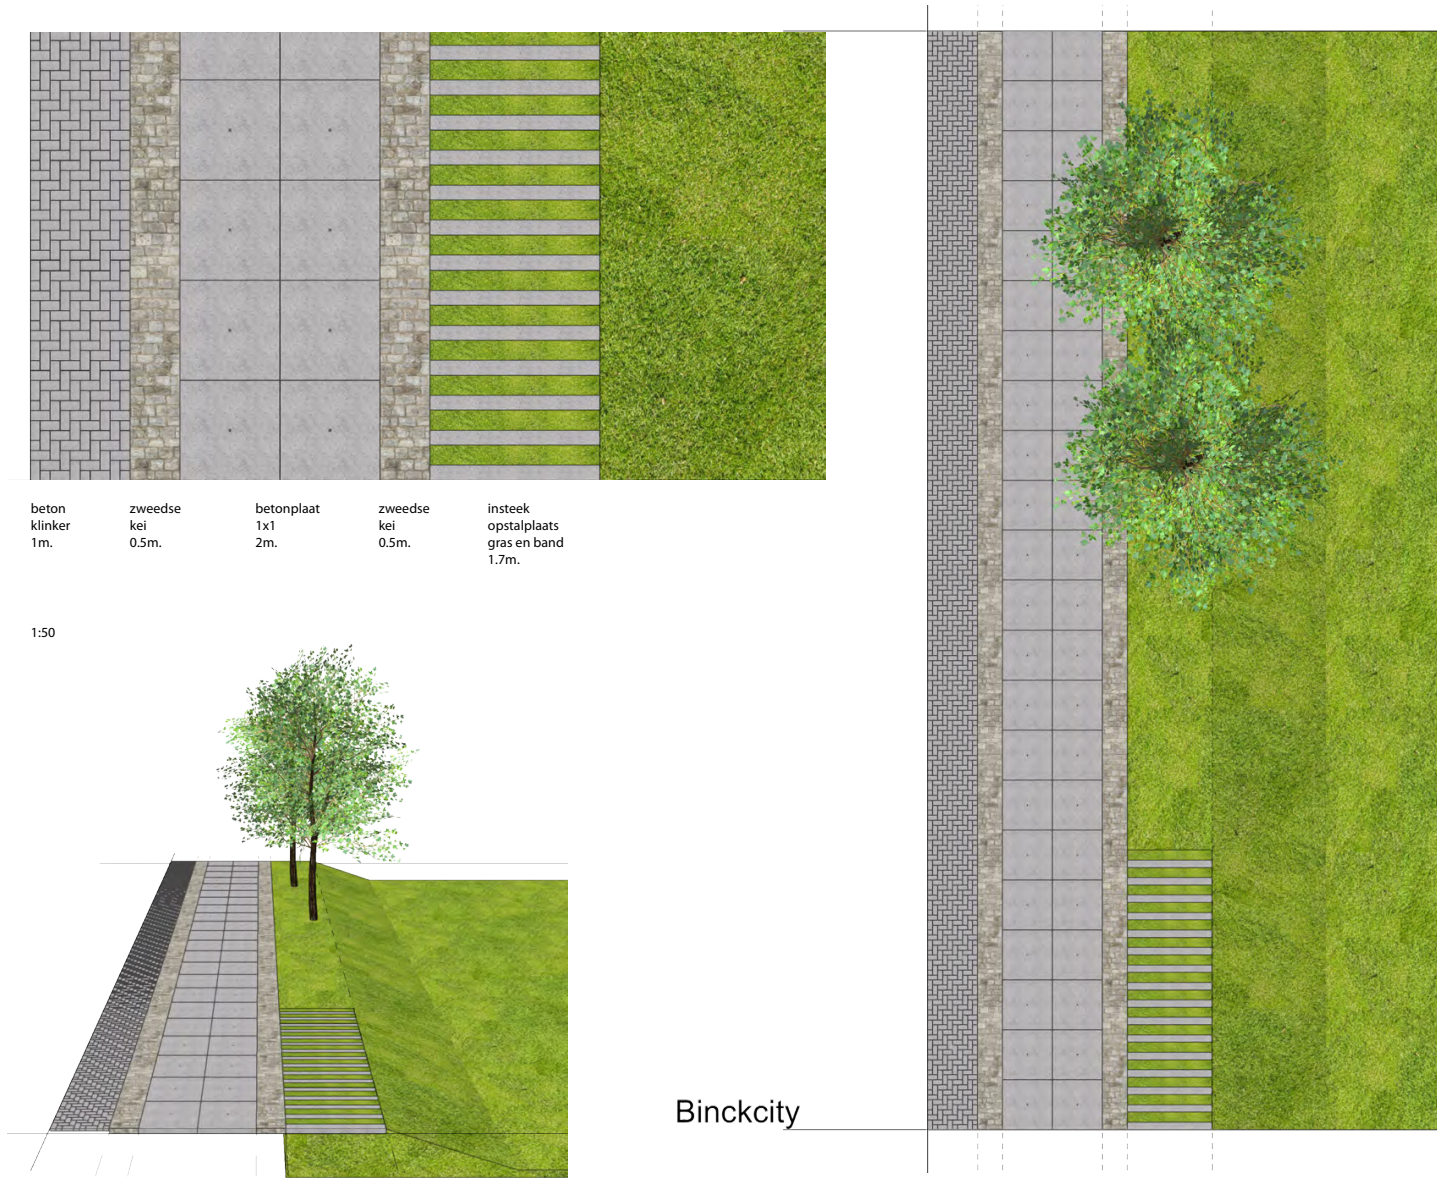 beton
klinker
1m.
zweedse
kei
0.5m.
betonplaat
1x1
2m.
zweedse
kei
0.5m.
insteek
opstalplaats
gras en band
1.7m.
1:50
Binckcity